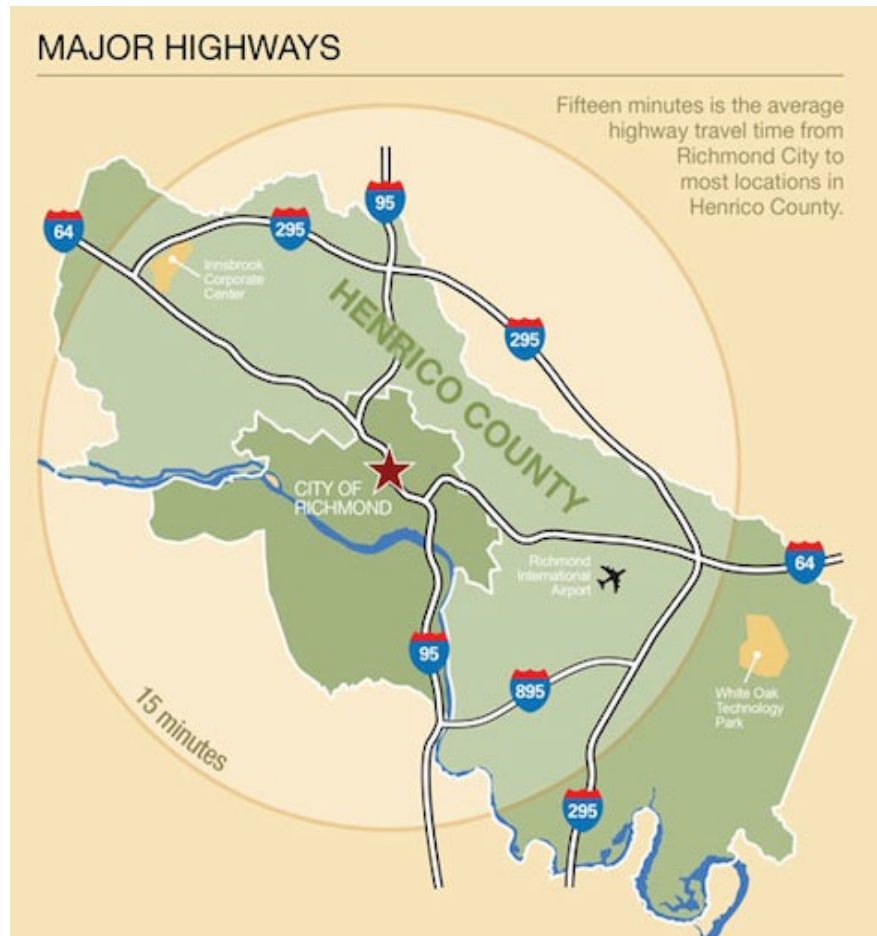 MAJOR HIGHWAYS
Fifteen minutes is the average
highway travel time from
Richmond City to
most locations in
Henrico County.
95
64
295
Innsbrook
Corporate
Center
HENRICO COUNTY
295
CITY OF
RICHMOND
Richmond
International
Airport
64
95
895
White Oak
Technology
Park
15 minutes
295